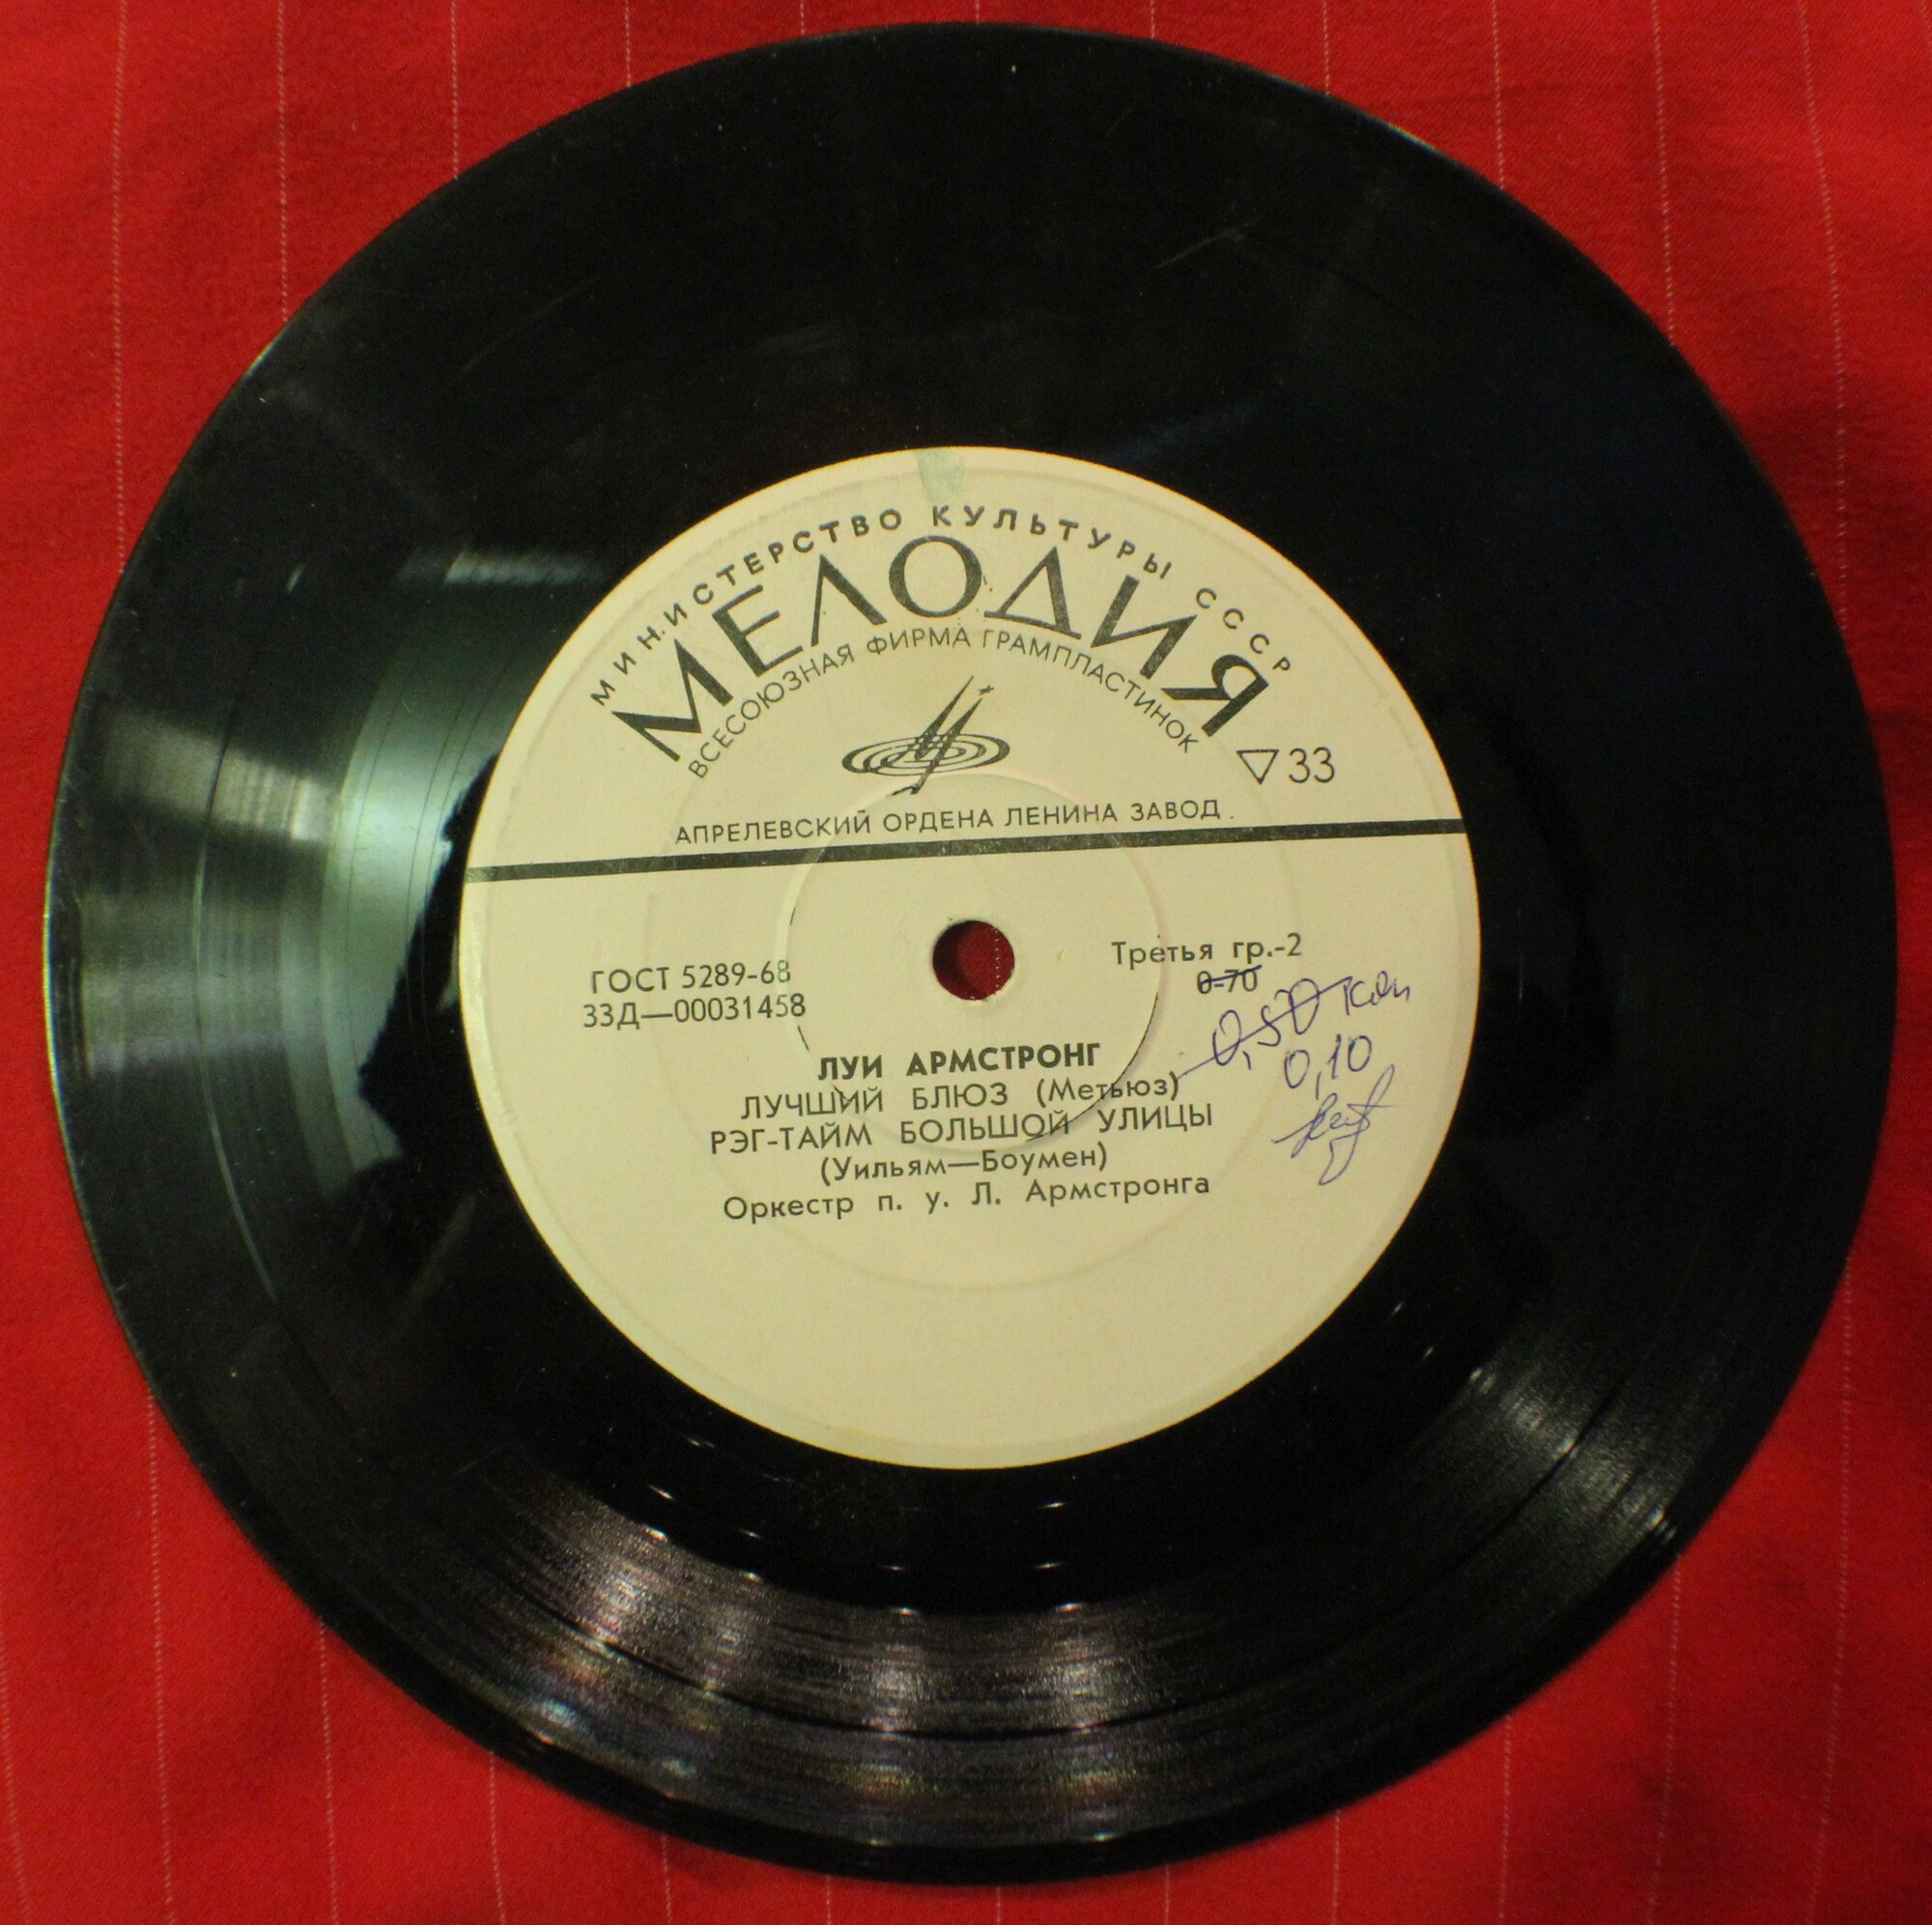 МИНИСТЕРСТВО КУЛЬТУРЫ СССР
МЕЛОДИЯ
ВСЕСОЮЗНАЯ ФИРМА ГРАМПЛАСТИНОК
▽33
АПРЕЛЕВСКИЙ ОРДЕНА ЛЕНИНА ЗАВОД
ГОСТ 5289-68
33Д—00031458
Третья гр.-2
0-70
0,50 коп
0,10
ЛУИ АРМСТРОНГ
ЛУЧШИЙ БЛЮЗ (Метьюз)
РЭГ-ТАЙМ БОЛЬШОЙ УЛИЦЫ
(Уильям—Боумен)
Оркестр п. у. Л. Армстронга